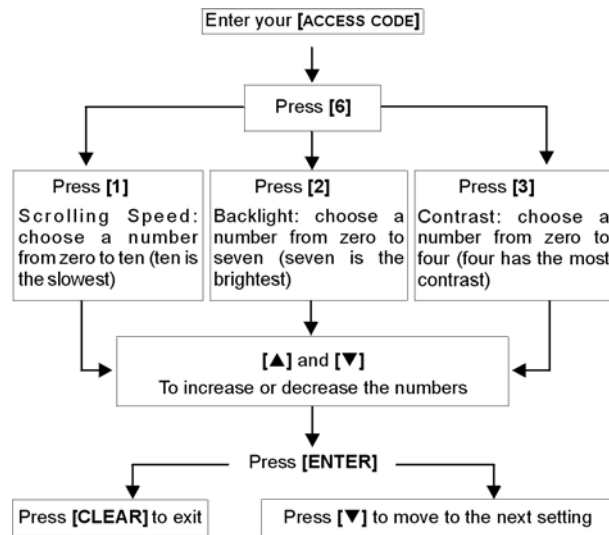 Enter your [ACCESS CODE]
Press [6]
Press [1]
Scrolling Speed:
choose a number
from zero to ten (ten
is the slowest)
Press [2]
Backlight: choose a
number from zero to
seven (seven is the
brightest)
Press [3]
Contrast: choose a
number from zero to
four (four has the most
contrast)
[▲] and [▼]
To increase or decrease the numbers
Press [ENTER]
Press [CLEAR] to exit
Press [▼] to move to the next setting